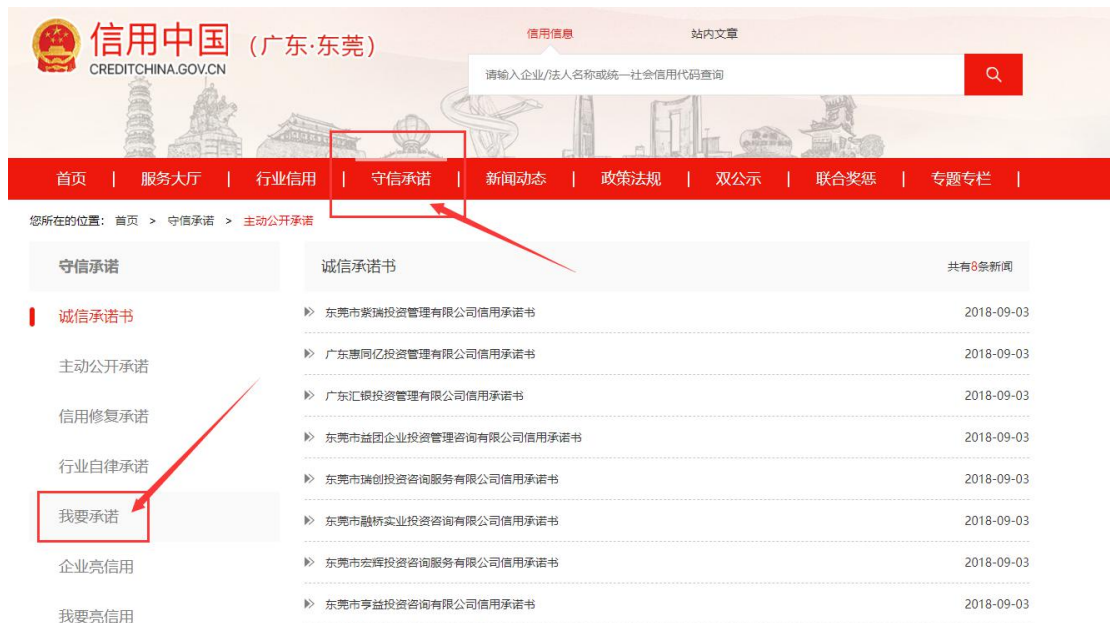 信用中国 (广东·东莞)
CREDITCHINA.GOV.CN
信用信息 站内文章
请输入企业/法人名称或统一社会信用代码查询
首页 | 服务大厅 | 行业信用 | 守信承诺 | 新闻动态 | 政策法规 | 双公示 | 联合奖惩 | 专题专栏 |
您所在的位置： 首页 > 守信承诺 > 主动公开承诺
守信承诺
诚信承诺书
主动公开承诺
信用修复承诺
行业自律承诺
我要承诺
企业亮信用
我要亮信用
诚信承诺书 共有8条新闻
东莞市紫瑞投资管理有限公司信用承诺书 2018-09-03
广东惠同亿投资管理有限公司信用承诺书 2018-09-03
广东汇银投资管理有限公司信用承诺书 2018-09-03
东莞市益团企业投资管理咨询有限公司信用承诺书 2018-09-03
东莞市瑞创投资咨询服务有限公司信用承诺书 2018-09-03
东莞市融桥实业投资咨询有限公司信用承诺书 2018-09-03
东莞市宏辉投资咨询服务有限公司信用承诺书 2018-09-03
东莞市亨益投资咨询有限公司信用承诺书 2018-09-03